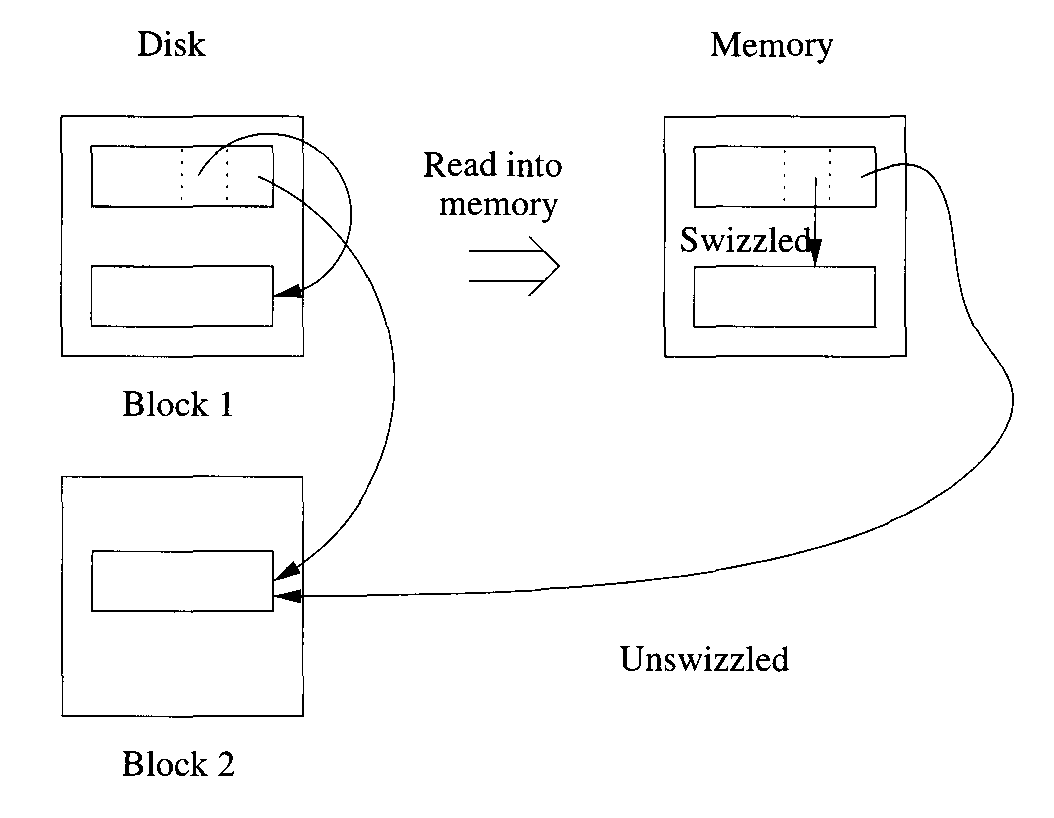 Disk
Memory
Read into
memory
Swizzled
Block 1
Unswizzled
Block 2